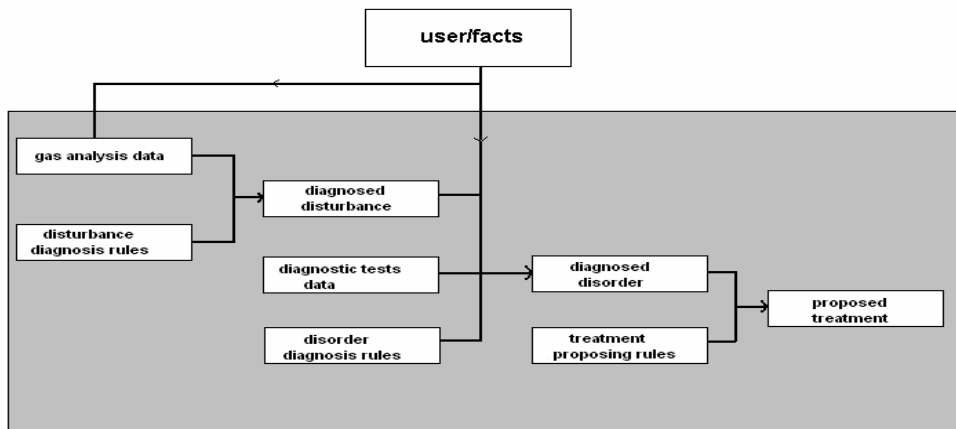 user/facts
gas analysis data
disturbance
diagnosis rules
diagnosed
disturbance
diagnostic tests
data
disorder
diagnosis rules
diagnosed
disorder
treatment
proposing rules
proposed
treatment